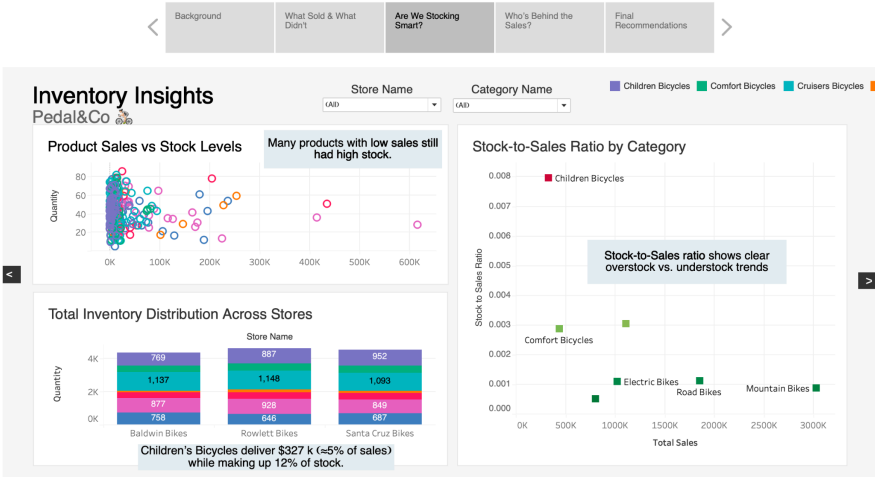 Background
What Sold & What
Didn't
Are We Stocking
Smart?
Who's Behind the
Sales?
Final
Recommendations
Inventory Insights
Pedal&Co
Store Name
(All)
Category Name
(All)
Children Bicycles
Comfort Bicycles
Cruisers Bicycles
Product Sales vs Stock Levels
Many products with low sales still
had high stock.
Quantity
80
60
40
20
0K
100K
200K
300K
400K
500K
600K
<
Total Inventory Distribution Across Stores
Store Name
Quantity
4K
2K
0K
769
887
952
1,137
1,148
1,093
877
928
849
758
646
687
Baldwin Bikes
Rowlett Bikes
Santa Cruz Bikes
Children's Bicycles deliver $327 k (≈5% of sales)
while making up 12% of stock.
Stock-to-Sales Ratio by Category
Stock to Sales Ratio
0.008
0.007
0.006
0.005
0.004
0.003
0.002
0.001
0.000
Children Bicycles
Stock-to-Sales ratio shows clear
overstock vs. understock trends
Comfort Bicycles
Electric Bikes
Road Bikes
Mountain Bikes
0K
500K
1000K
1500K
2000K
2500K
3000K
Total Sales
>